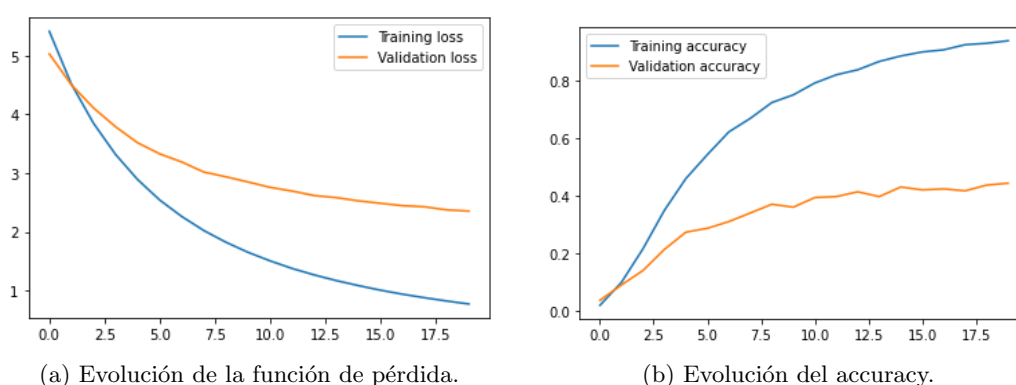 Training loss
Validation loss
5
4
3
2
1
0.0 2.5 5.0 7.5 10.0 12.5 15.0 17.5
(a) Evolución de la función de pérdida.
Training accuracy
Validation accuracy
0.8
0.6
0.4
0.2
0.0
0.0 2.5 5.0 7.5 10.0 12.5 15.0 17.5
(b) Evolución del accuracy.